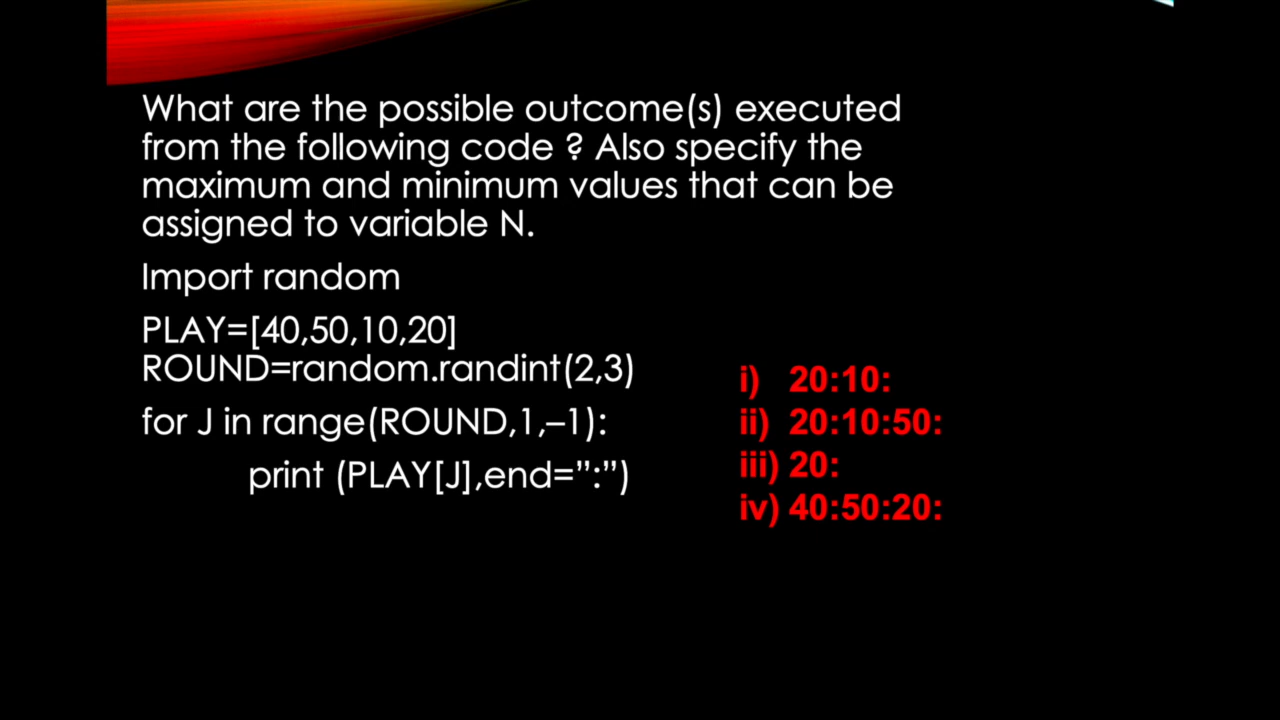 What are the possible outcome(s) executed
from the following code ? Also specify the
maximum and minimum values that can be
assigned to variable N.
Import random
PLAY=[40,50,10,20]
ROUND=random.randint(2,3)
for J in range(ROUND,1,–1):
print (PLAY[J],end=”:”)
i) 20:10:
ii) 20:10:50:
iii) 20:
iv) 40:50:20: